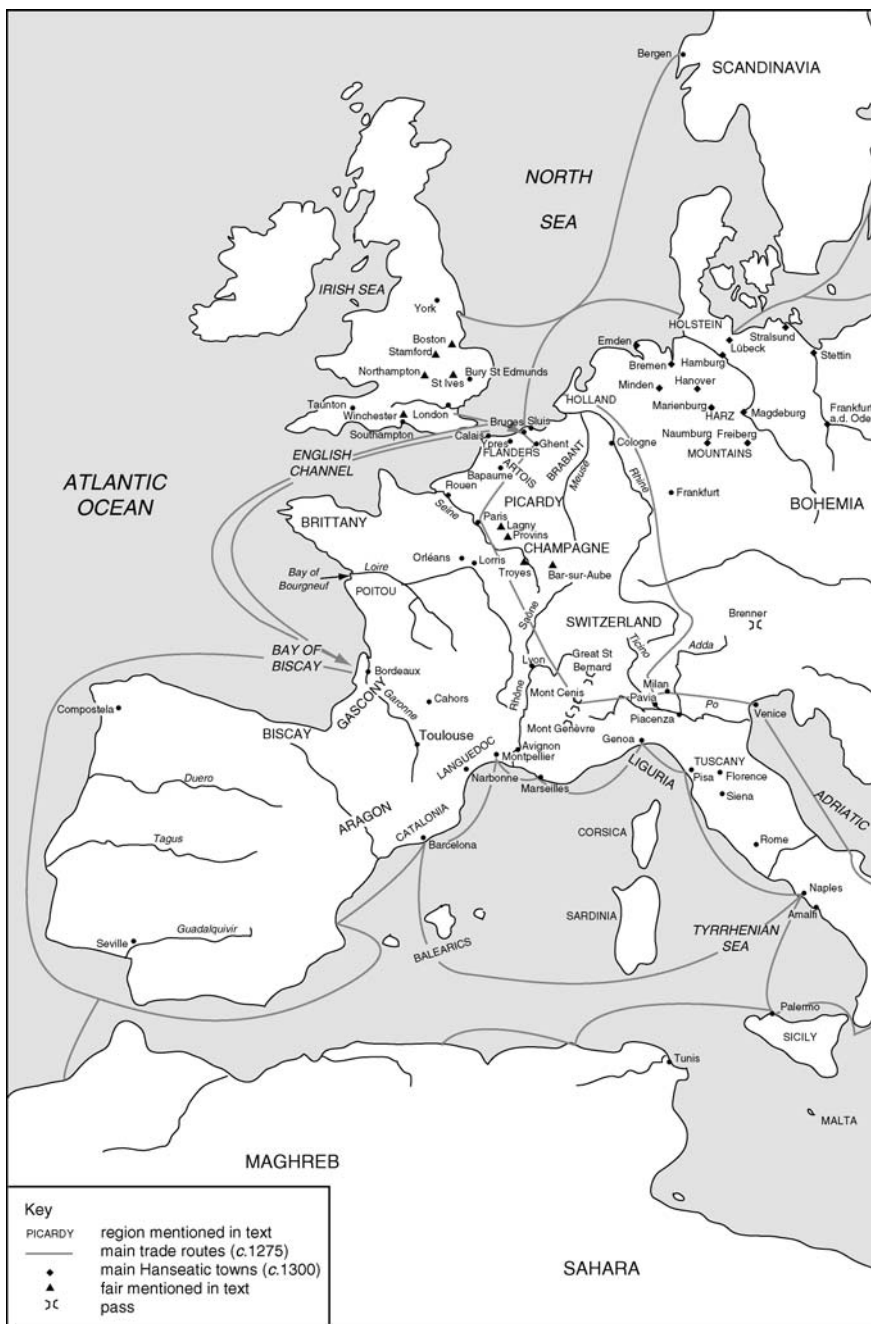 Bergen
SCANDINAVIA
NORTH
SEA
IRISH SEA
York
HOLSTEIN
Boston
Stamford
Emden
Stralsund
Lübeck
Stettin
Bremen
Hamburg
Northampton
St Ives
Bury St Edmunds
Minden
Hanover
HOLLAND
Marienburg
HARZ
Magdeburg
Frankfurt
a.d. Ode
Taunton
Winchester
London
Southampton
Bruges
Sluis
Calais
Ypres
FLANDERS
Ghent
Cologne
Naumburg
Freiberg
MOUNTAINS
ENGLISH
CHANNEL
ARTOIS
BRABANT
Meuse
Rhine
Bapaume
ATLANTIC
OCEAN
Rouen
Seine
PICARDY
Frankfurt
BOHEMIA
BRITTANY
Paris
Lagny
Provins
CHAMPAGNE
Orléans
Lorris
Troyes
Bar-sur-Aube
Bay of
Bourgneuf
Loire
POITOU
Saône
SWITZERLAND
Brenner
BAY OF
BISCAY
Lyon
Great St
Bernard
Ticino
Adda
Bordeaux
Mont Cenis
Milan
Pavia
Po
Venice
Compostela
GASCONY
Garonne
Cahors
Rhône
Piacenza
BISCAY
Toulouse
Mont Genèvre
Genoa
Avignon
Montpellier
LANGUEDOC
Narbonne
Marseilles
LIGURIA
TUSCANY
Pisa
Florence
Siena
ADRIATIC
Duero
ARAGON
CATALONIA
Barcelona
CORSICA
Rome
Tagus
Naples
Amalfi
SARDINIA
Guadalquivir
Seville
BALEARICS
TYRRHENIAN
SEA
Palermo
SICILY
Tunis
MALTA
MAGHREB
SAHARA
Key
PICARDY region mentioned in text
main trade routes (c.1275)
main Hanseatic towns (c.1300)
fair mentioned in text
pass